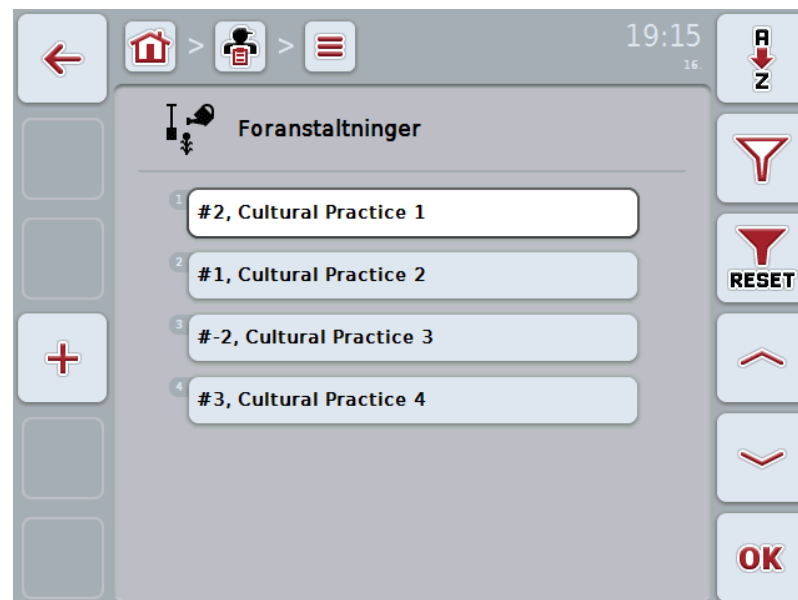 > > 19:15
16.
A
Z
Foranstaltninger
1
#2, Cultural Practice 1
2
#1, Cultural Practice 2
RESET
3
#-2, Cultural Practice 3
4
#3, Cultural Practice 4
OK